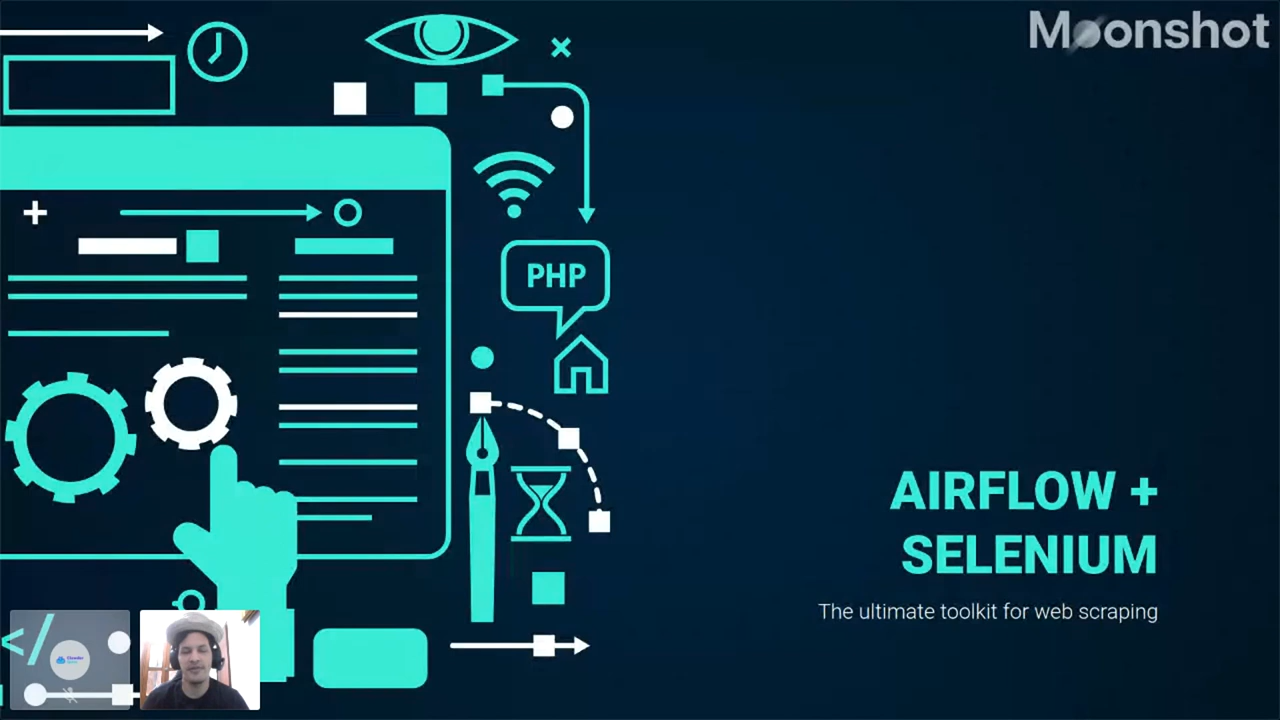 Moonshot
PHP
AIRFLOW +
SELENIUM
The ultimate toolkit for web scraping
<//